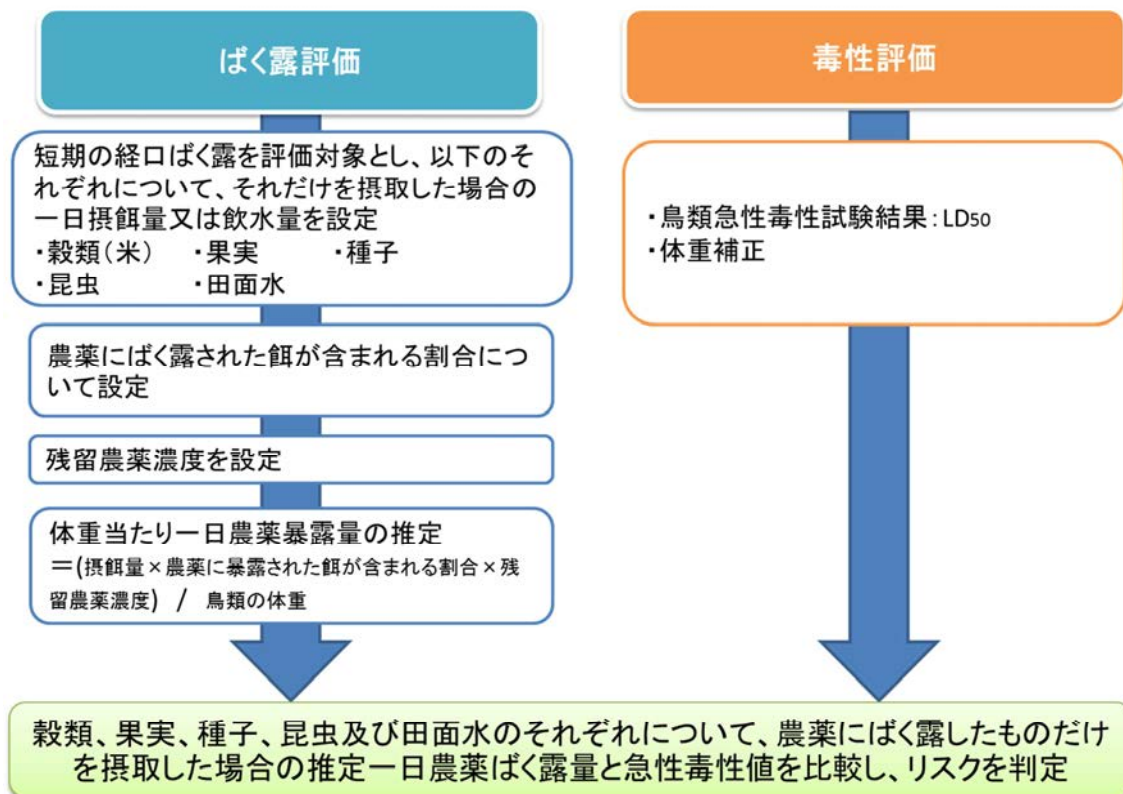 ばく露評価
短期の経口ばく露を評価対象とし、以下のそ
れぞれについて、それだけを摂取した場合の
一日摂餌量又は飲水量を設定
・穀類（米）　・果実　・種子
・昆虫　・田面水
農薬にばく露された餌が含まれる割合につ
いて設定
残留農薬濃度を設定
体重当たり一日農薬暴露量の推定
＝(摂餌量×農薬に暴露された餌が含まれる割合×残
留農薬濃度) / 鳥類の体重
毒性評価
・鳥類急性毒性試験結果：LD50
・体重補正
穀類、果実、種子、昆虫及び田面水のそれぞれについて、農薬にばく露したものだけ
を摂取した場合の推定一日農薬ばく露量と急性毒性値を比較し、リスクを判定